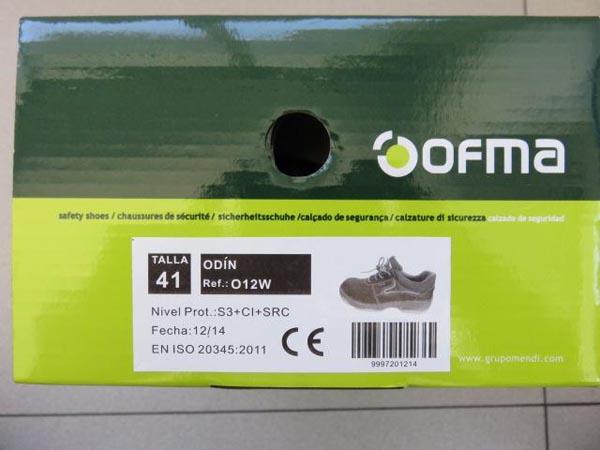 OFMA
safety shoes / chaussures de sécurité / sicherheitsschuhe /calçado de segurança / calzature di sicurezza calzado de seguridad
TALLA
41
ODÍN
Ref.: O12W
Nivel Prot.:S3+CI+SRC
Fecha:12/14
EN ISO 20345:2011
CE
9997201214
www.grupomendi.com